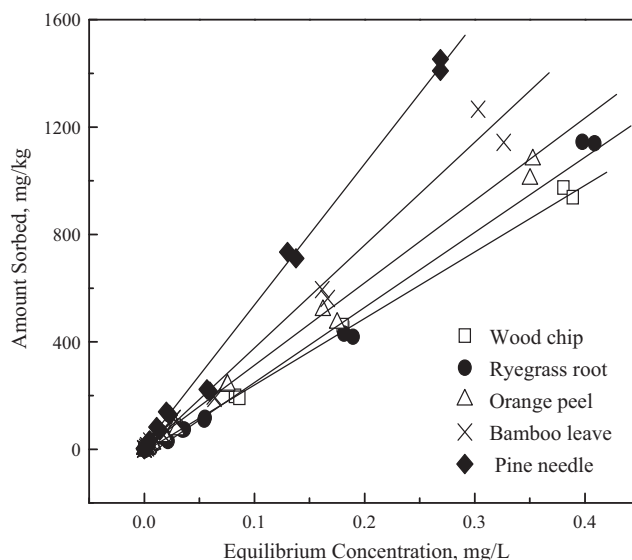 1600
1200
800
400
0
Amount Sorbed, mg/kg
Wood chip
Ryegrass root
Orange peel
Bamboo leave
Pine needle
0.0 0.1 0.2 0.3 0.4
Equilibrium Concentration, mg/L